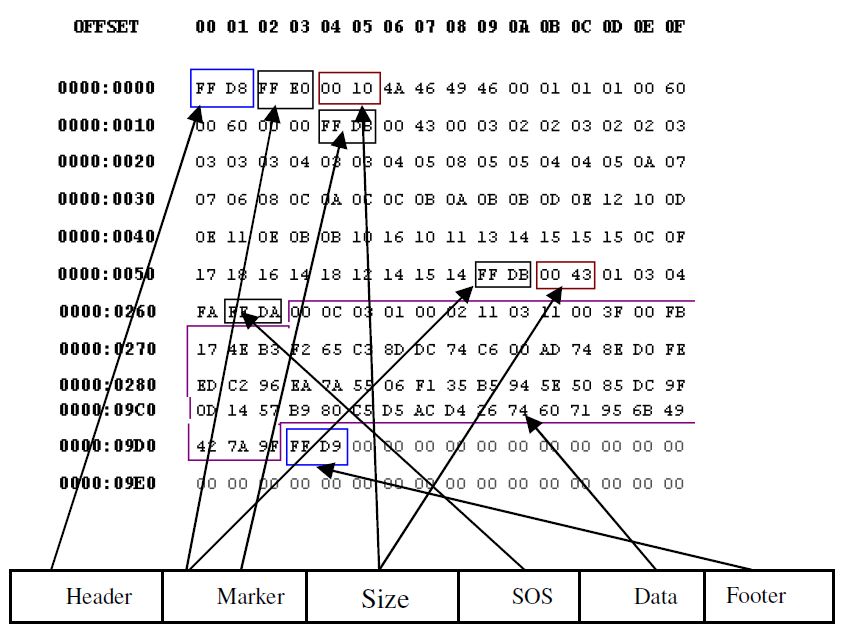 OFFSET 00 01 02 03 04 05 06 07 08 09 0A 0B 0C 0D 0E 0F
0000:0000 FF D8 FF E0 00 10 4A 46 49 46 00 01 01 01 00 60
0000:0010 00 60 00 00 FF DB 00 43 00 03 02 02 03 02 02 03
0000:0020 03 03 03 04 03 03 04 05 08 05 05 04 04 05 0A 07
0000:0030 07 06 08 0C 0A 0C 0C 0B 0A 0B 0B 0D 0E 12 10 0D
0000:0040 0E 11 0E 0B 0B 10 16 10 11 13 14 15 15 15 0C 0F
0000:0050 17 18 16 14 18 12 14 15 14 FF DB 00 43 01 03 04
0000:0260 FA FF DA 00 0C 03 01 00 02 11 03 11 00 3F 00 FB
0000:0270 17 4E B3 F2 65 C3 8D DC 74 C6 00 AD 74 8E D0 FE
0000:0280 ED C2 96 EA 7A 55 06 F1 35 B5 94 5E 50 85 DC 9F
0000:09C0 0D 14 57 B9 80 C5 D5 AC D4 26 74 60 71 95 6B 49
0000:09D0 42 7A 9F FF D9 00 00 00 00 00 00 00 00 00 00 00
0000:09E0 00 00 00 00 00 00 00 00 00 00 00 00 00 00 00 00
Header Marker Size SOS Data Footer